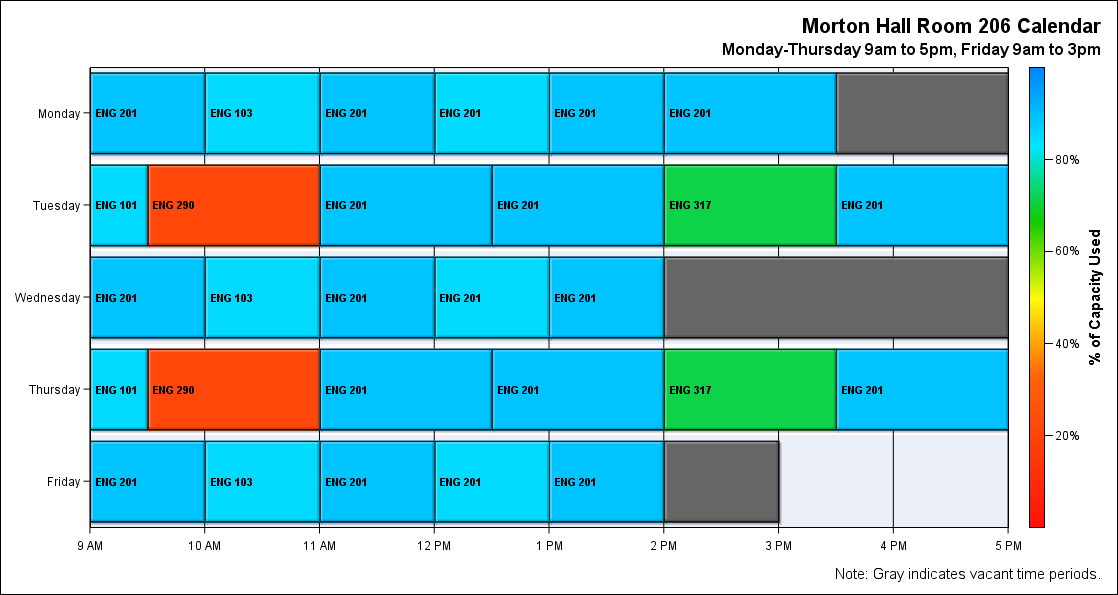 Morton Hall Room 206 Calendar
Monday-Thursday 9am to 5pm, Friday 9am to 3pm
Monday
ENG 201
ENG 103
ENG 201
ENG 201
ENG 201
ENG 201
Tuesday
ENG 101
ENG 290
ENG 201
ENG 201
ENG 317
ENG 201
Wednesday
ENG 201
ENG 103
ENG 201
ENG 201
ENG 201
Thursday
ENG 101
ENG 290
ENG 201
ENG 201
ENG 317
ENG 201
Friday
ENG 201
ENG 103
ENG 201
ENG 201
ENG 201
9 AM
10 AM
11 AM
12 PM
1 PM
2 PM
3 PM
4 PM
5 PM
80%
60%
40%
20%
% of Capacity Used
Note: Gray indicates vacant time periods.